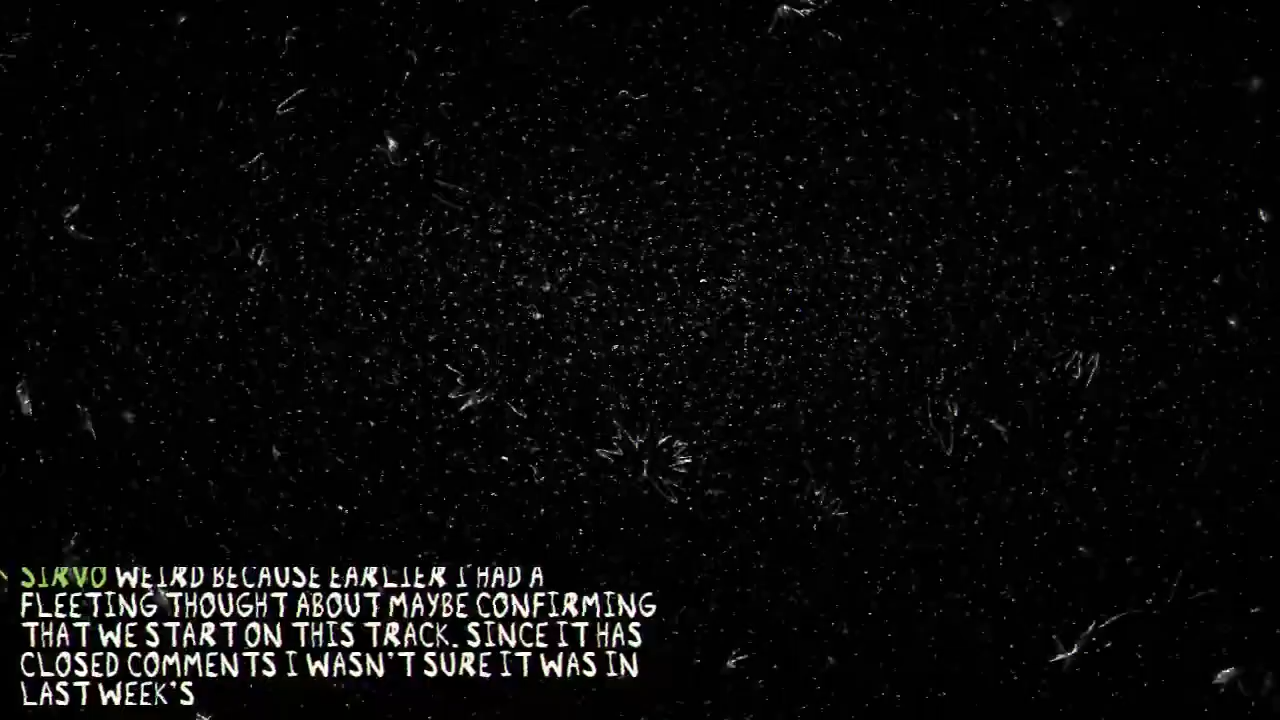 SIRVO WEIRD BECAUSE EARLIER I HAD A
FLEETING THOUGHT ABOUT MAYBE CONFIRMING
THAT WE START ON THIS TRACK. SINCE IT HAS
CLOSED COMMENTS I WASN'T SURE IT WAS IN
LAST WEEK'S